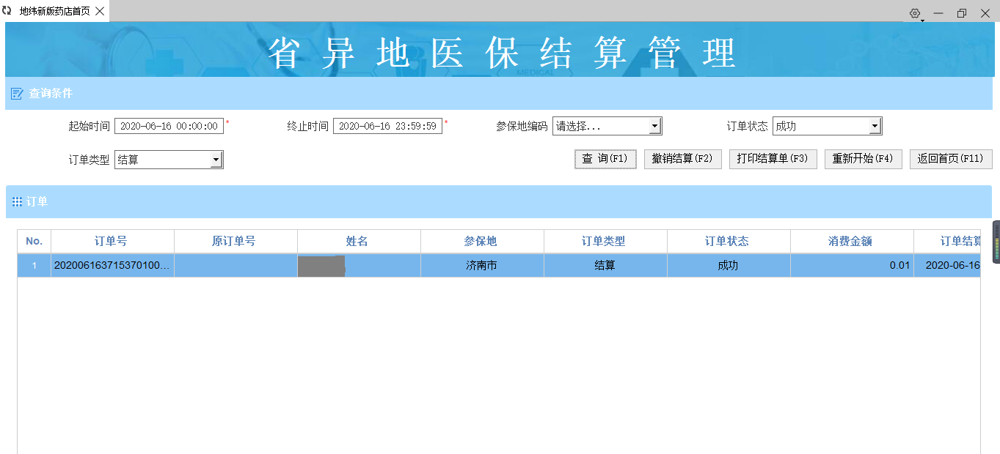 地纬新版药店首页
省异地医保结算管理
MEDICAL
查询条件
起始时间 2020-06-16 00:00:00 * 终止时间 2020-06-16 23:59:59 * 参保地编码 请选择... 订单状态 成功
订单类型 结算 查 询(F1) 撤销结算(F2) 打印结算单(F3) 重新开始(F4) 返回首页(F11)
订单
No. 订单号 原订单号 姓名 参保地 订单类型 订单状态 消费金额 订单结算
1 202006163715370100... 济南市 结算 成功 0.01 2020-06-16